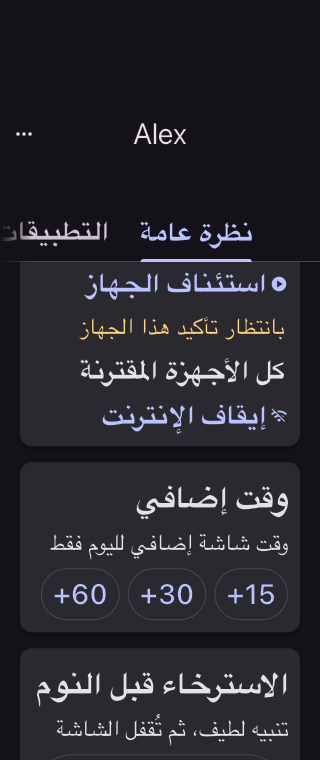 Alex
نظرة عامة
التطبيقات
استئناف الجهاز
بانتظار تأكيد هذا الجهاز
كل الأجهزة المقترنة
إيقاف الإنترنت
وقت إضافي
وقت شاشة إضافي لليوم فقط
+15 +30 +60
الاسترخاء قبل النوم
تنبيه لطيف، ثم تُقفل الشاشة